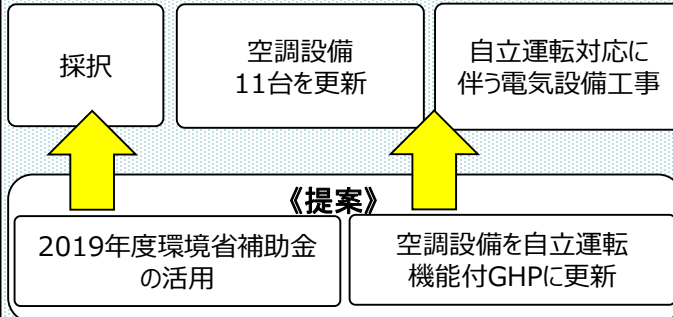 採択
空調設備
11台を更新
自立運転対応に
伴う電気設備工事
《提案》
2019年度環境省補助金
の活用
空調設備を自立運転
機能付GHPに更新